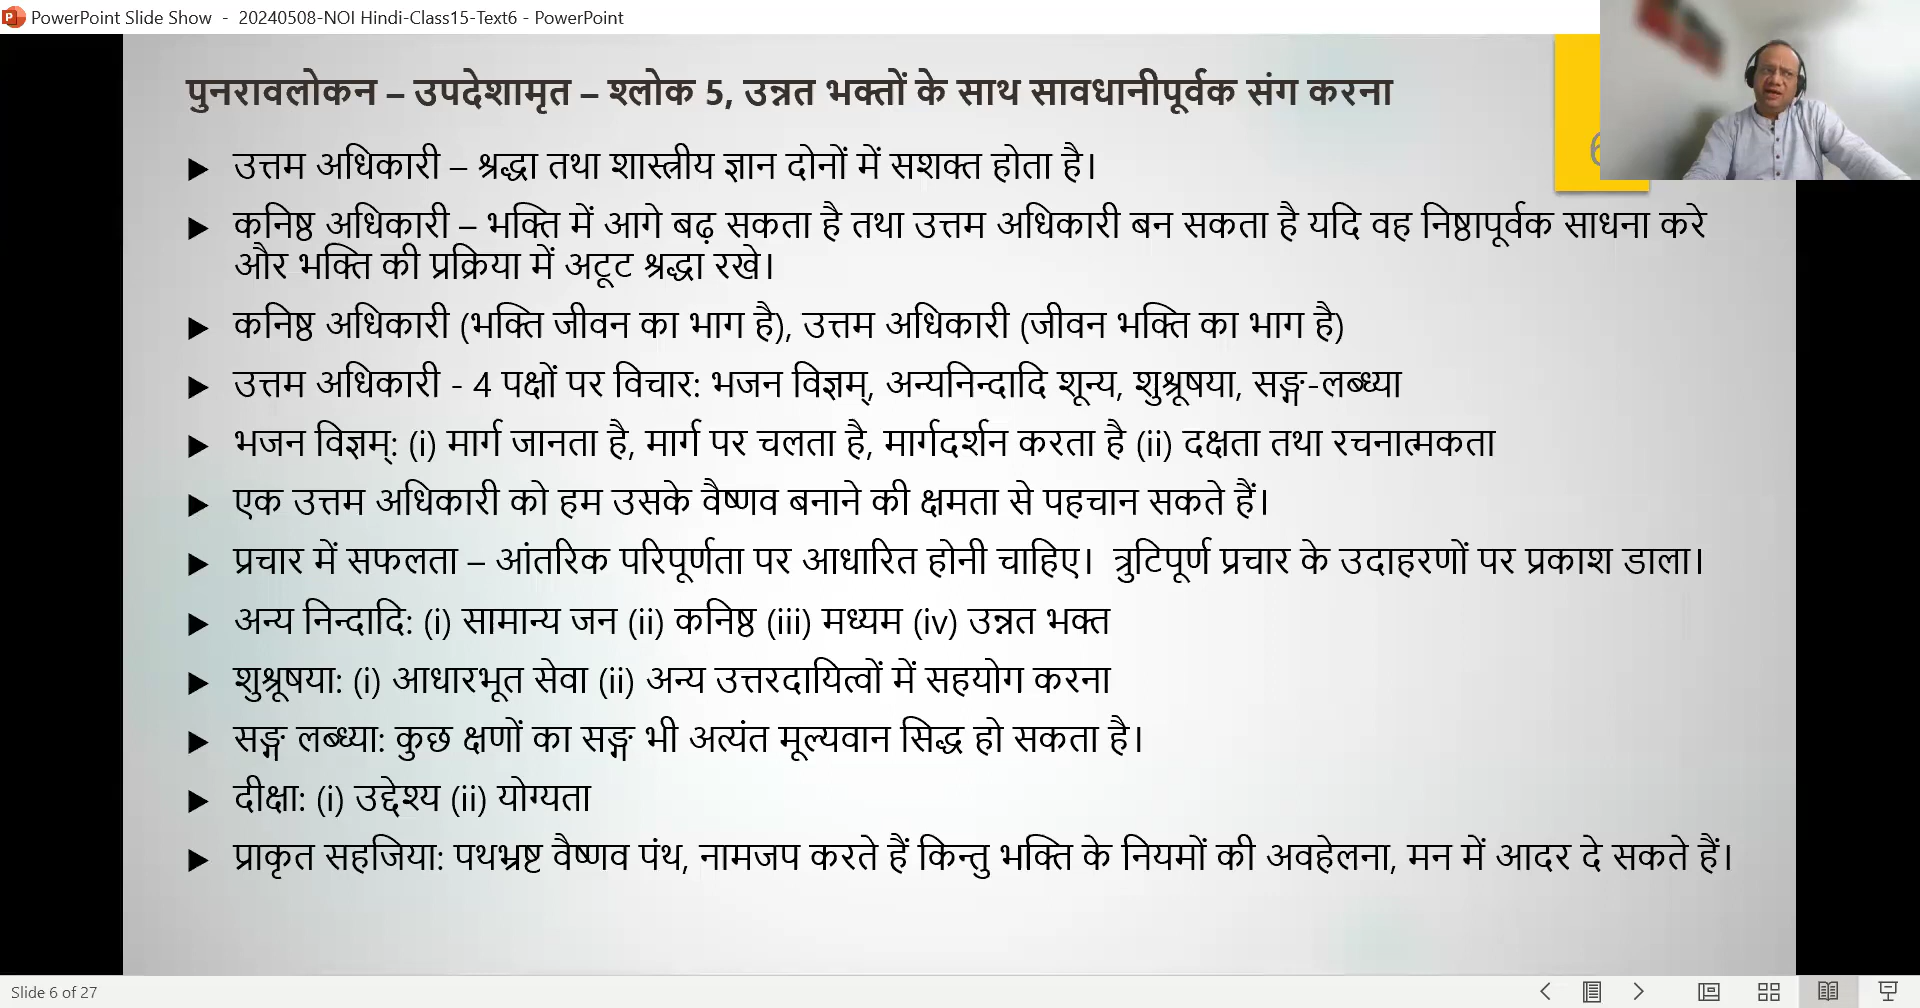 PowerPoint Slide Show - 20240508-NOI Hindi-Class15-Text6 - PowerPoint
पुनरावलोकन – उपदेशामृत – श्लोक 5, उन्नत भक्तों के साथ सावधानीपूर्वक संग करना
6
▶ उत्तम अधिकारी – श्रद्धा तथा शास्त्रीय ज्ञान दोनों में सशक्त होता है।
▶ कनिष्ठ अधिकारी – भक्ति में आगे बढ़ सकता है तथा उत्तम अधिकारी बन सकता है यदि वह निष्ठापूर्वक साधना करे
और भक्ति की प्रक्रिया में अटूट श्रद्धा रखे।
▶ कनिष्ठ अधिकारी (भक्ति जीवन का भाग है), उत्तम अधिकारी (जीवन भक्ति का भाग है)
▶ उत्तम अधिकारी - 4 पक्षों पर विचार: भजन विज्ञम्, अन्यनिन्दादि शून्य, शुश्रूषया, सङ्ग-लब्ध्या
▶ भजन विज्ञम्: (i) मार्ग जानता है, मार्ग पर चलता है, मार्गदर्शन करता है (ii) दक्षता तथा रचनात्मकता
▶ एक उत्तम अधिकारी को हम उसके वैष्णव बनाने की क्षमता से पहचान सकते हैं।
▶ प्रचार में सफलता – आंतरिक परिपूर्णता पर आधारित होनी चाहिए। त्रुटिपूर्ण प्रचार के उदाहरणों पर प्रकाश डाला।
▶ अन्य निन्दादि: (i) सामान्य जन (ii) कनिष्ठ (iii) मध्यम (iv) उन्नत भक्त
▶ शुश्रूषया: (i) आधारभूत सेवा (ii) अन्य उत्तरदायित्वों में सहयोग करना
▶ सङ्ग लब्ध्या: कुछ क्षणों का सङ्ग भी अत्यंत मूल्यवान सिद्ध हो सकता है।
▶ दीक्षा: (i) उद्देश्य (ii) योग्यता
▶ प्राकृत सहजिया: पथभ्रष्ट वैष्णव पंथ, नामजप करते हैं किन्तु भक्ति के नियमों की अवहेलना, मन में आदर दे सकते हैं।
Slide 6 of 27